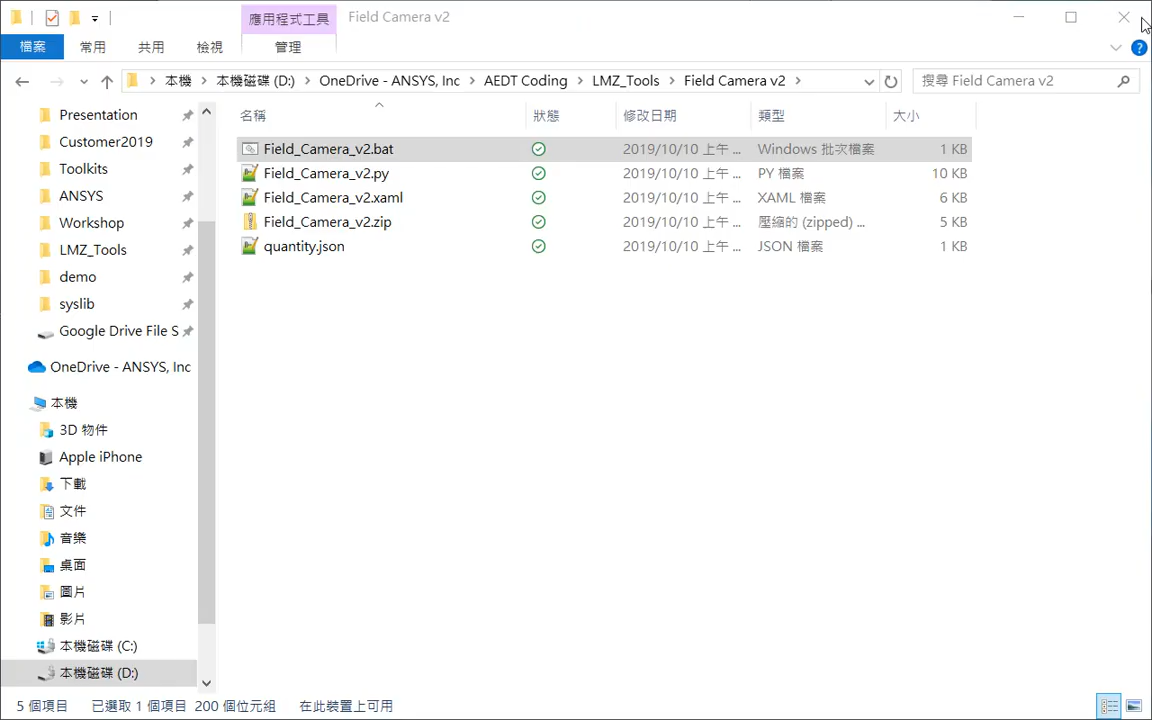 應用程式工具 Field Camera v2
檔案 常用 共用 檢視 管理
本機 本機磁碟 (D:) OneDrive - ANSYS, Inc AEDT Coding LMZ_Tools Field Camera v2 搜尋 Field Camera v2
名稱 狀態 修改日期 類型 大小
Presentation
Customer2019
Toolkits
ANSYS
Workshop
LMZ_Tools
demo
syslib
Google Drive File S
OneDrive - ANSYS, Inc
本機
3D 物件
Apple iPhone
下載
文件
音樂
桌面
圖片
影片
本機磁碟 (C:)
本機磁碟 (D:)
Field_Camera_v2.bat 2019/10/10 上午 ... Windows 批次檔案 1 KB
Field_Camera_v2.py 2019/10/10 上午 ... PY 檔案 10 KB
Field_Camera_v2.xaml 2019/10/10 上午 ... XAML 檔案 6 KB
Field_Camera_v2.zip 2019/10/10 上午 ... 壓縮的 (zipped) ... 5 KB
quantity.json 2019/10/10 上午 ... JSON 檔案 1 KB
5 個項目 已選取 1 個項目 200 個位元組 在此裝置上可用